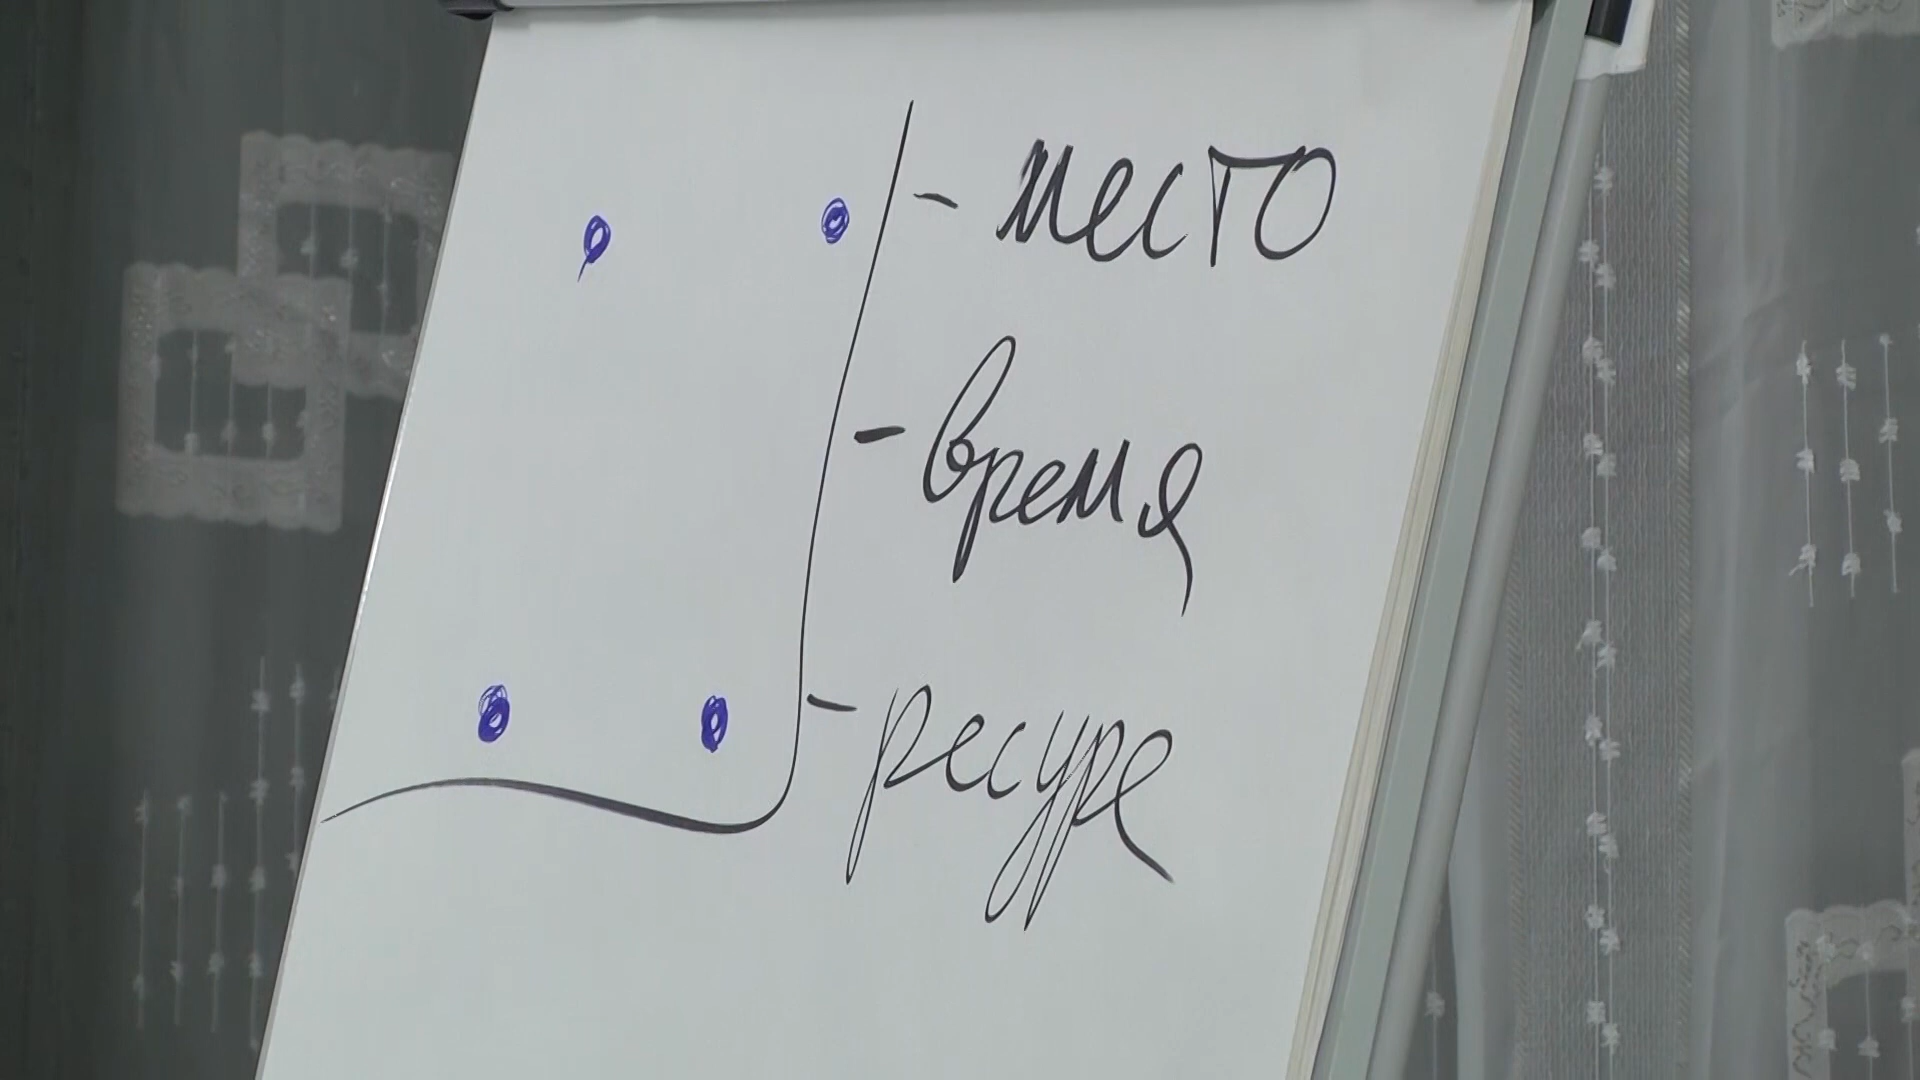 - место
- время
- ресурс